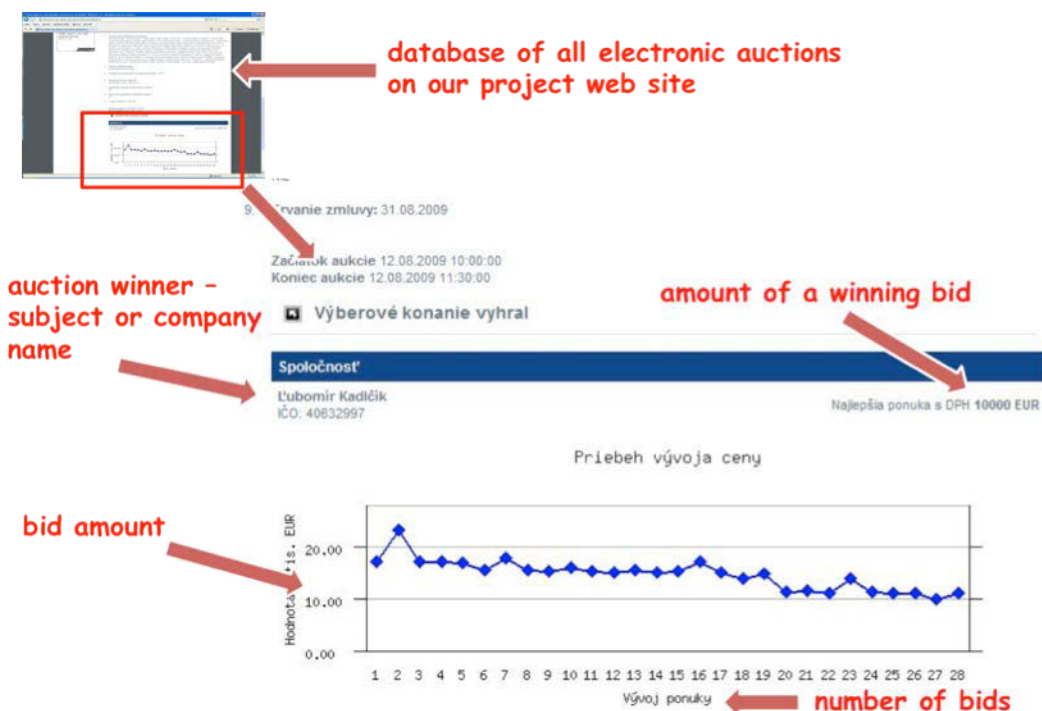 database of all electronic auctions
on our project web site
9. Trvanie zmluvy: 31.08.2009
Začiatok aukcie 12.08.2009 10:00:00
Koniec aukcie 12.08.2009 11:30:00
auction winner –
subject or company
name
amount of a winning bid
Výberové konanie vyhral
Spoločnosť
Ľubomír Kadlčik
IČO: 40632997
Najlepšia ponuka s DPH 10000 EUR
Priebeh vývoja ceny
bid amount
Hodnota tis. EUR
20.00
10.00
0.00
1 2 3 4 5 6 7 8 9 10 11 12 13 14 15 16 17 18 19 20 21 22 23 24 25 26 27 28
Vývoj ponuky
number of bids